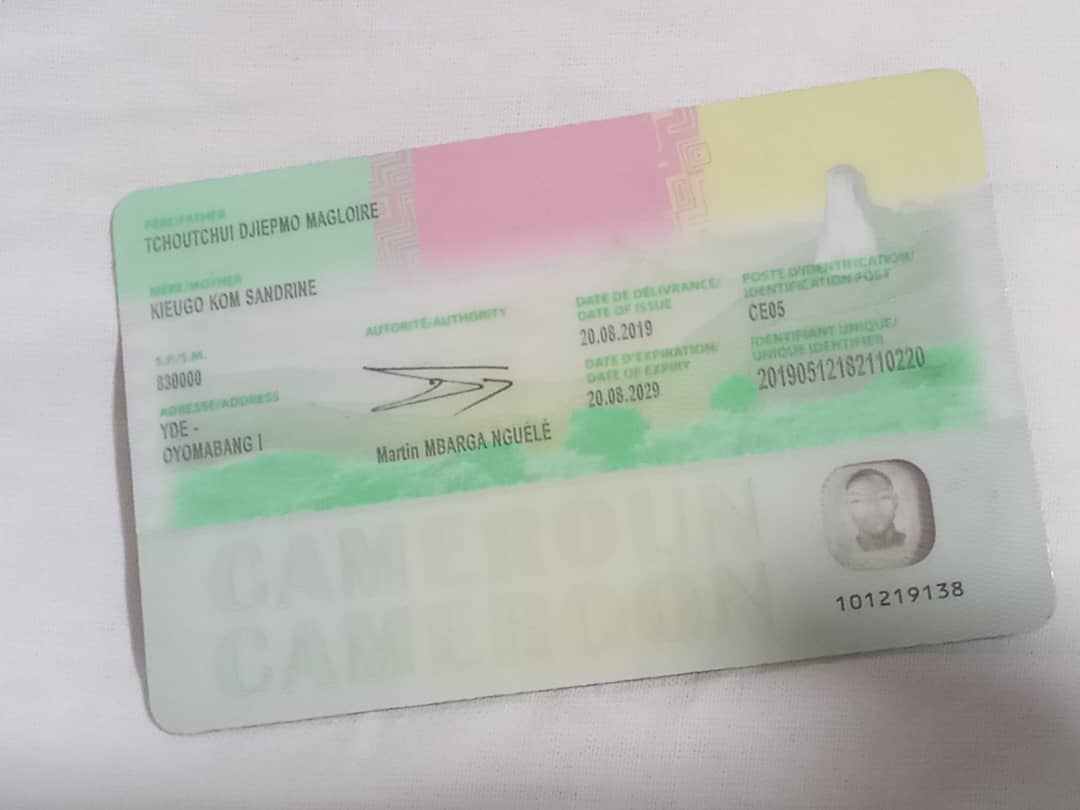 PÈRE/FATHER
TCHOUTCHUI DJIEPMO MAGLOIRE
MÈRE/MOTHER
KIEUGO KOM SANDRINE
S.P./S.M.
830000
ADRESSE/ADDRESS
YDE -
OYOMABANG I
AUTORITÉ/AUTHORITY
Martin MBARGA NGUÉLÉ
DATE DE DÉLIVRANCE/
DATE OF ISSUE
20.08.2019
DATE D'EXPIRATION/
DATE OF EXPIRY
20.08.2029
POSTE D'IDENTIFICATION/
IDENTIFICATION POST
CE05
IDENTIFIANT UNIQUE/
UNIQUE IDENTIFIER
20190512182110220
CAMEROUN
CAMEROON
101219138